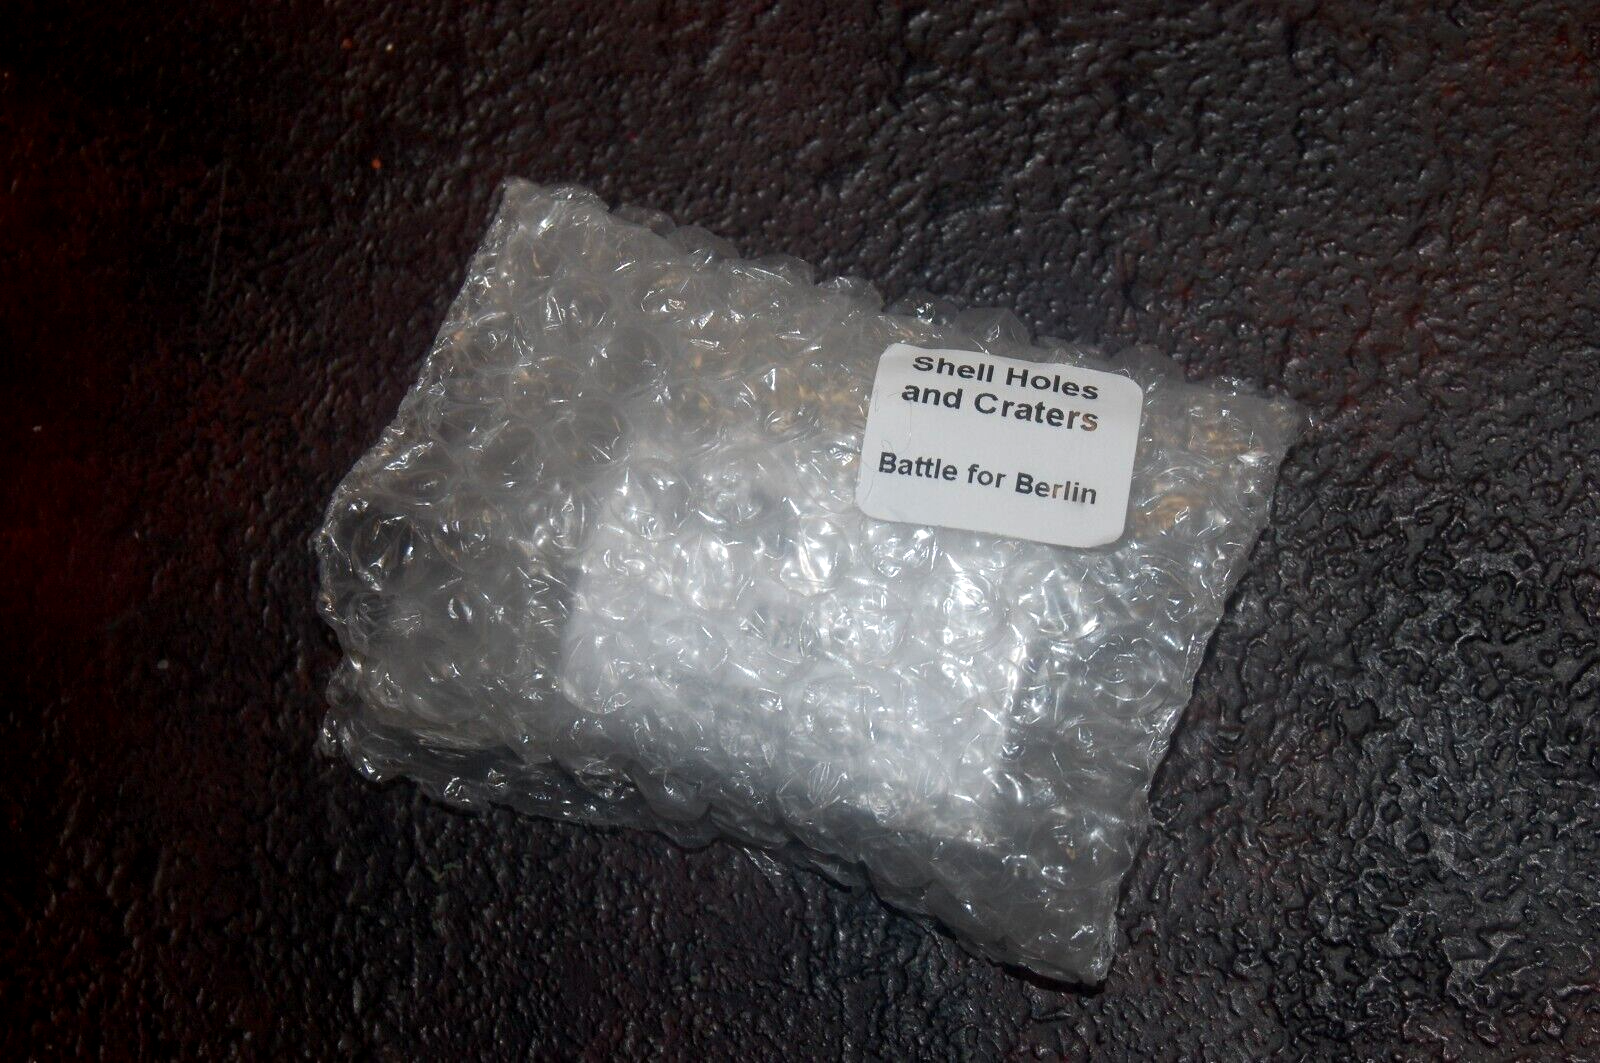 Shell Holes
and Craters
Battle for Berlin